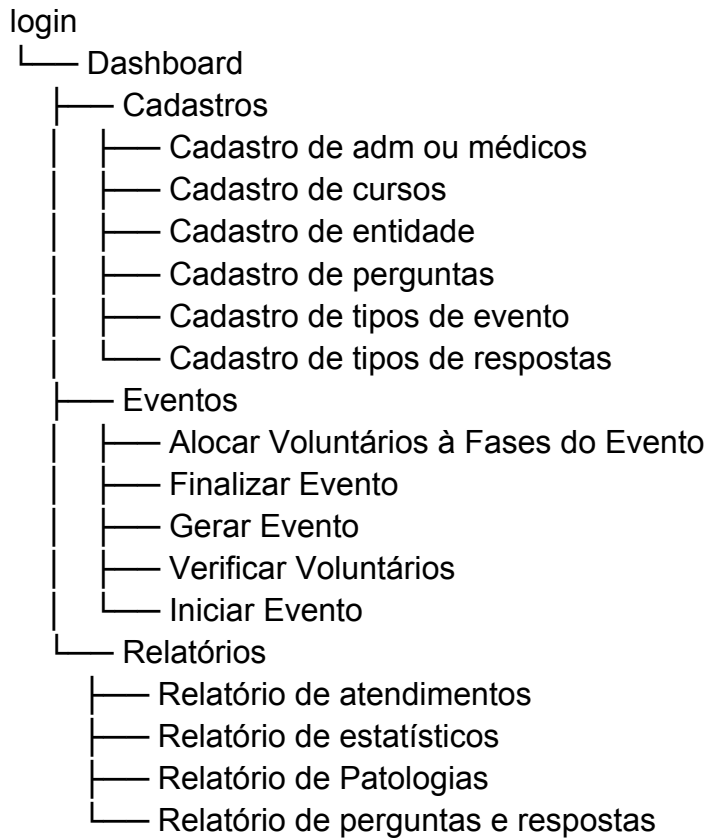 login
└── Dashboard
├── Cadastros
│ ├── Cadastro de adm ou médicos
│ ├── Cadastro de cursos
│ ├── Cadastro de entidade
│ ├── Cadastro de perguntas
│ ├── Cadastro de tipos de evento
│ └── Cadastro de tipos de respostas
├── Eventos
│ ├── Alocar Voluntários à Fases do Evento
│ ├── Finalizar Evento
│ ├── Gerar Evento
│ ├── Verificar Voluntários
│ └── Iniciar Evento
└── Relatórios
├── Relatório de atendimentos
├── Relatório de estatísticos
├── Relatório de Patologias
└── Relatório de perguntas e respostas